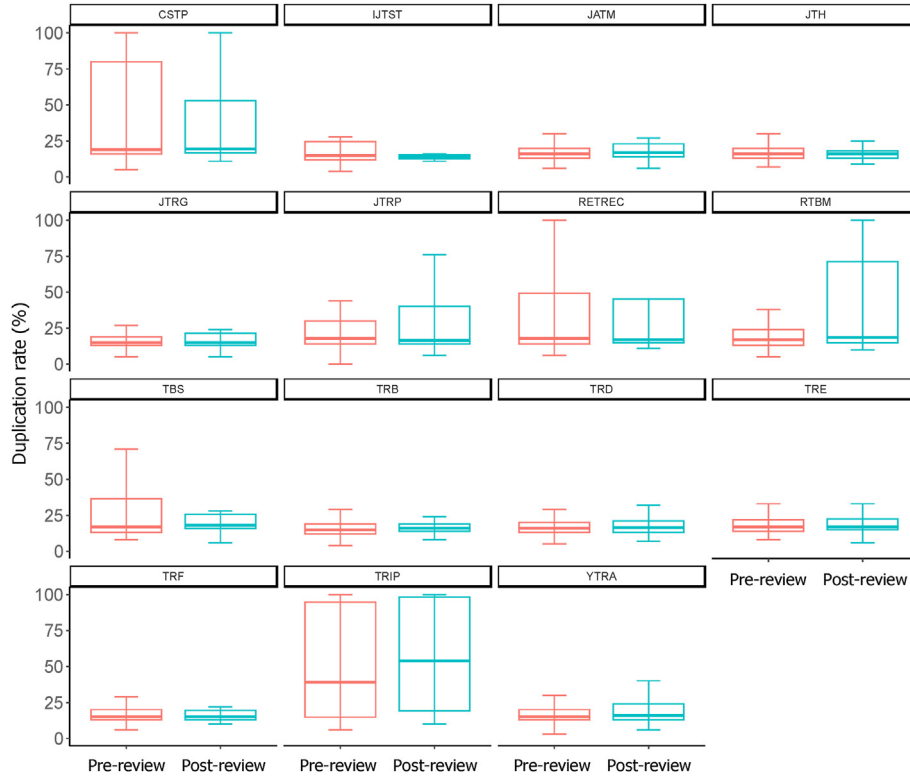 CSTP IJTST JATM JTH
100
75
50
25
0
JTRG JTRP RETREC RTBM
100
75
50
25
0
Duplication rate (%)
TBS TRB TRD TRE
100
75
50
25
0
Pre-review Post-review
TRF TRIP YTRA
100
75
50
25
0
Pre-review Post-review Pre-review Post-review Pre-review Post-review